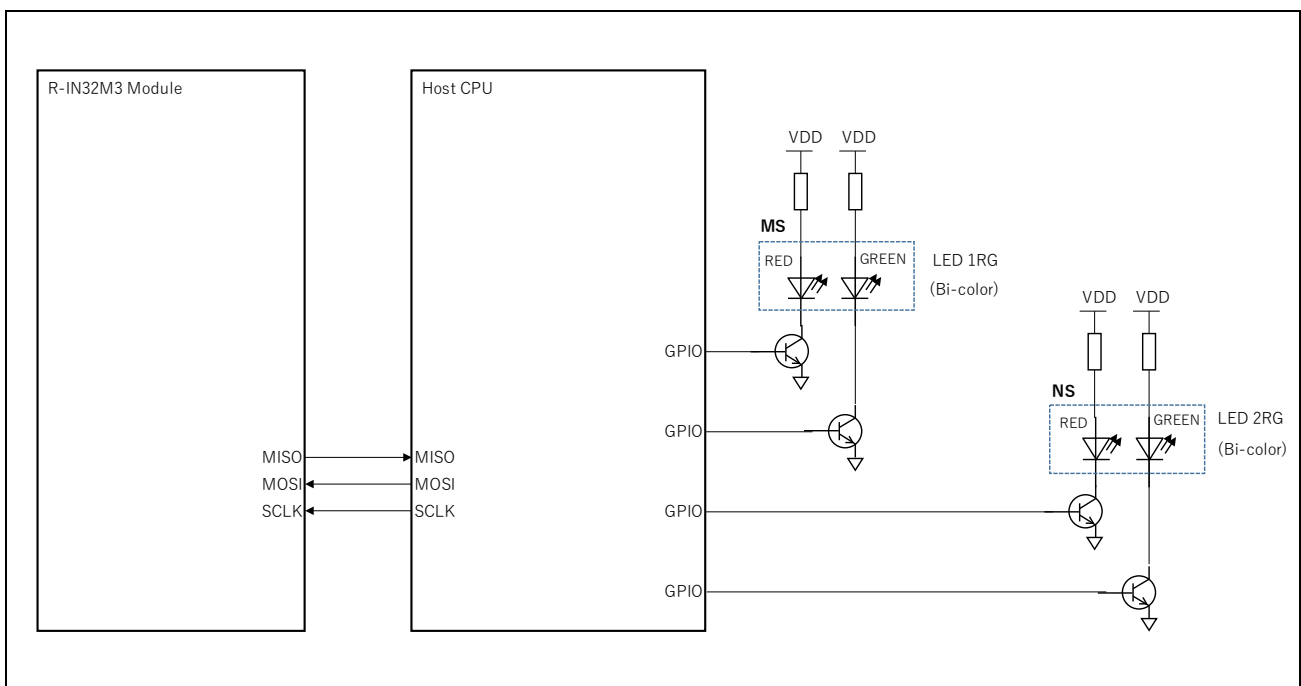 R-IN32M3 Module
Host CPU
VDD VDD
MS
RED GREEN
LED 1RG
(Bi-color)
VDD VDD
GPIO
NS
RED GREEN
LED 2RG
(Bi-color)
GPIO
MISO MISO
MOSI MOSI
SCLK SCLK
GPIO
GPIO